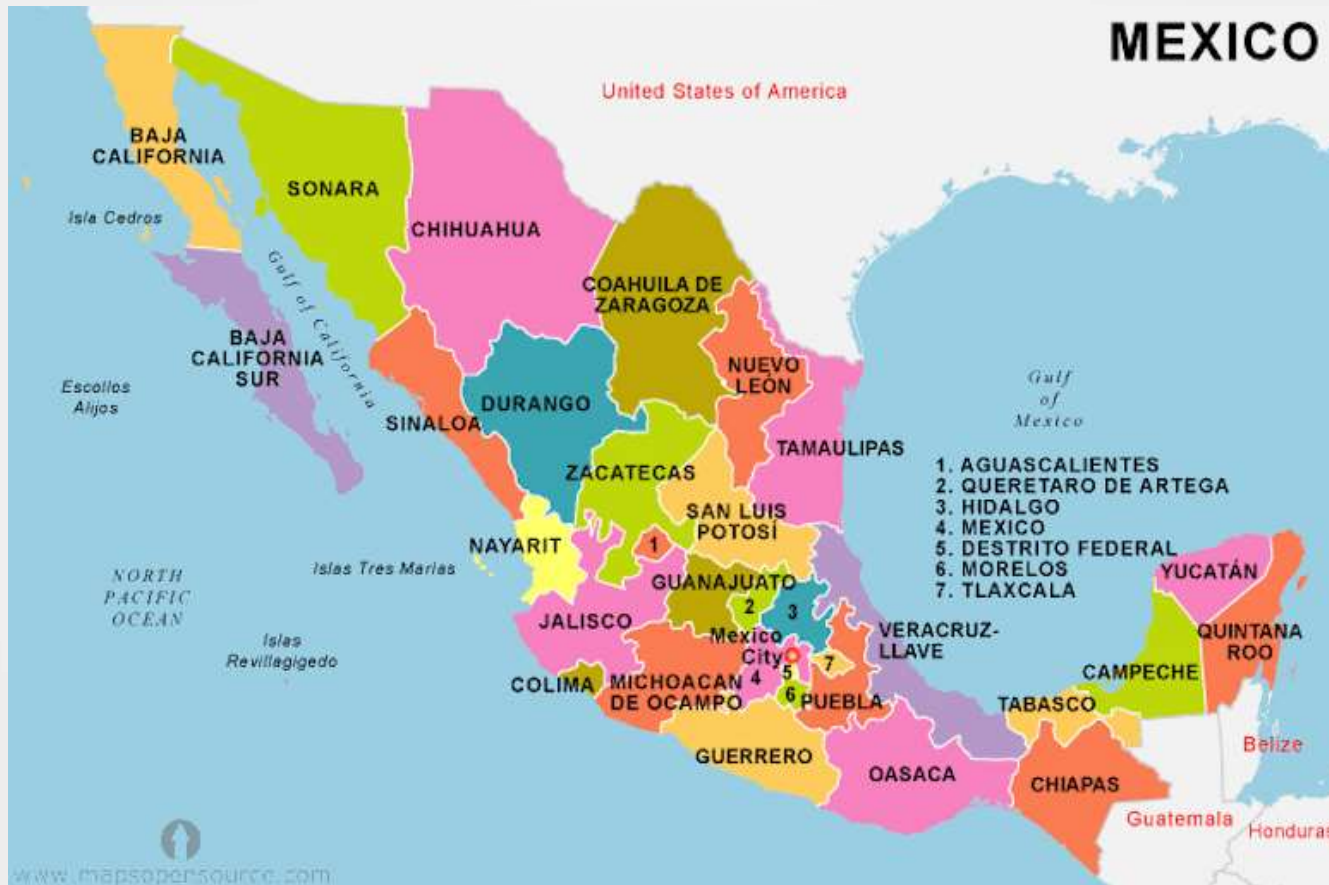 MEXICO
United States of America
BAJA
CALIFORNIA
SONARA
Isla Cedros
CHIHUAHUA
Gulf of California
COAHUILA DE
ZARAGOZA
BAJA
CALIFORNIA
SUR
NUEVO
LEÓN
Escollos
Alijos
Gulf
of
Mexico
DURANGO
SINALOA
TAMAULIPAS
ZACATECAS
1. AGUASCALIENTES
2. QUERETARO DE ARTEGA
3. HIDALGO
4. MEXICO
5. DESTRITO FEDERAL
6. MORELOS
7. TLAXCALA
SAN LUIS
POTOSÍ
NAYARIT
1
Islas Tres Marias
NORTH
PACIFIC
OCEAN
GUANAJUATO
YUCATÁN
2
3
JALISCO
Mexico
City
VERACRUZ-
LLAVE
QUINTANA
ROO
Islas
Revillagigedo
7
5
4
6
CAMPECHE
COLIMA
MICHOACAN
DE OCAMPO
PUEBLA
TABASCO
GUERRERO
Belize
OASACA
CHIAPAS
Guatemala
Honduras
www.mapsopensource.com